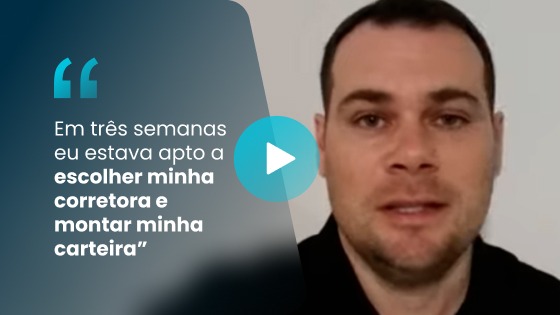 “
Em três semanas
eu estava apto a
escolher minha
corretora e
montar minha
carteira”